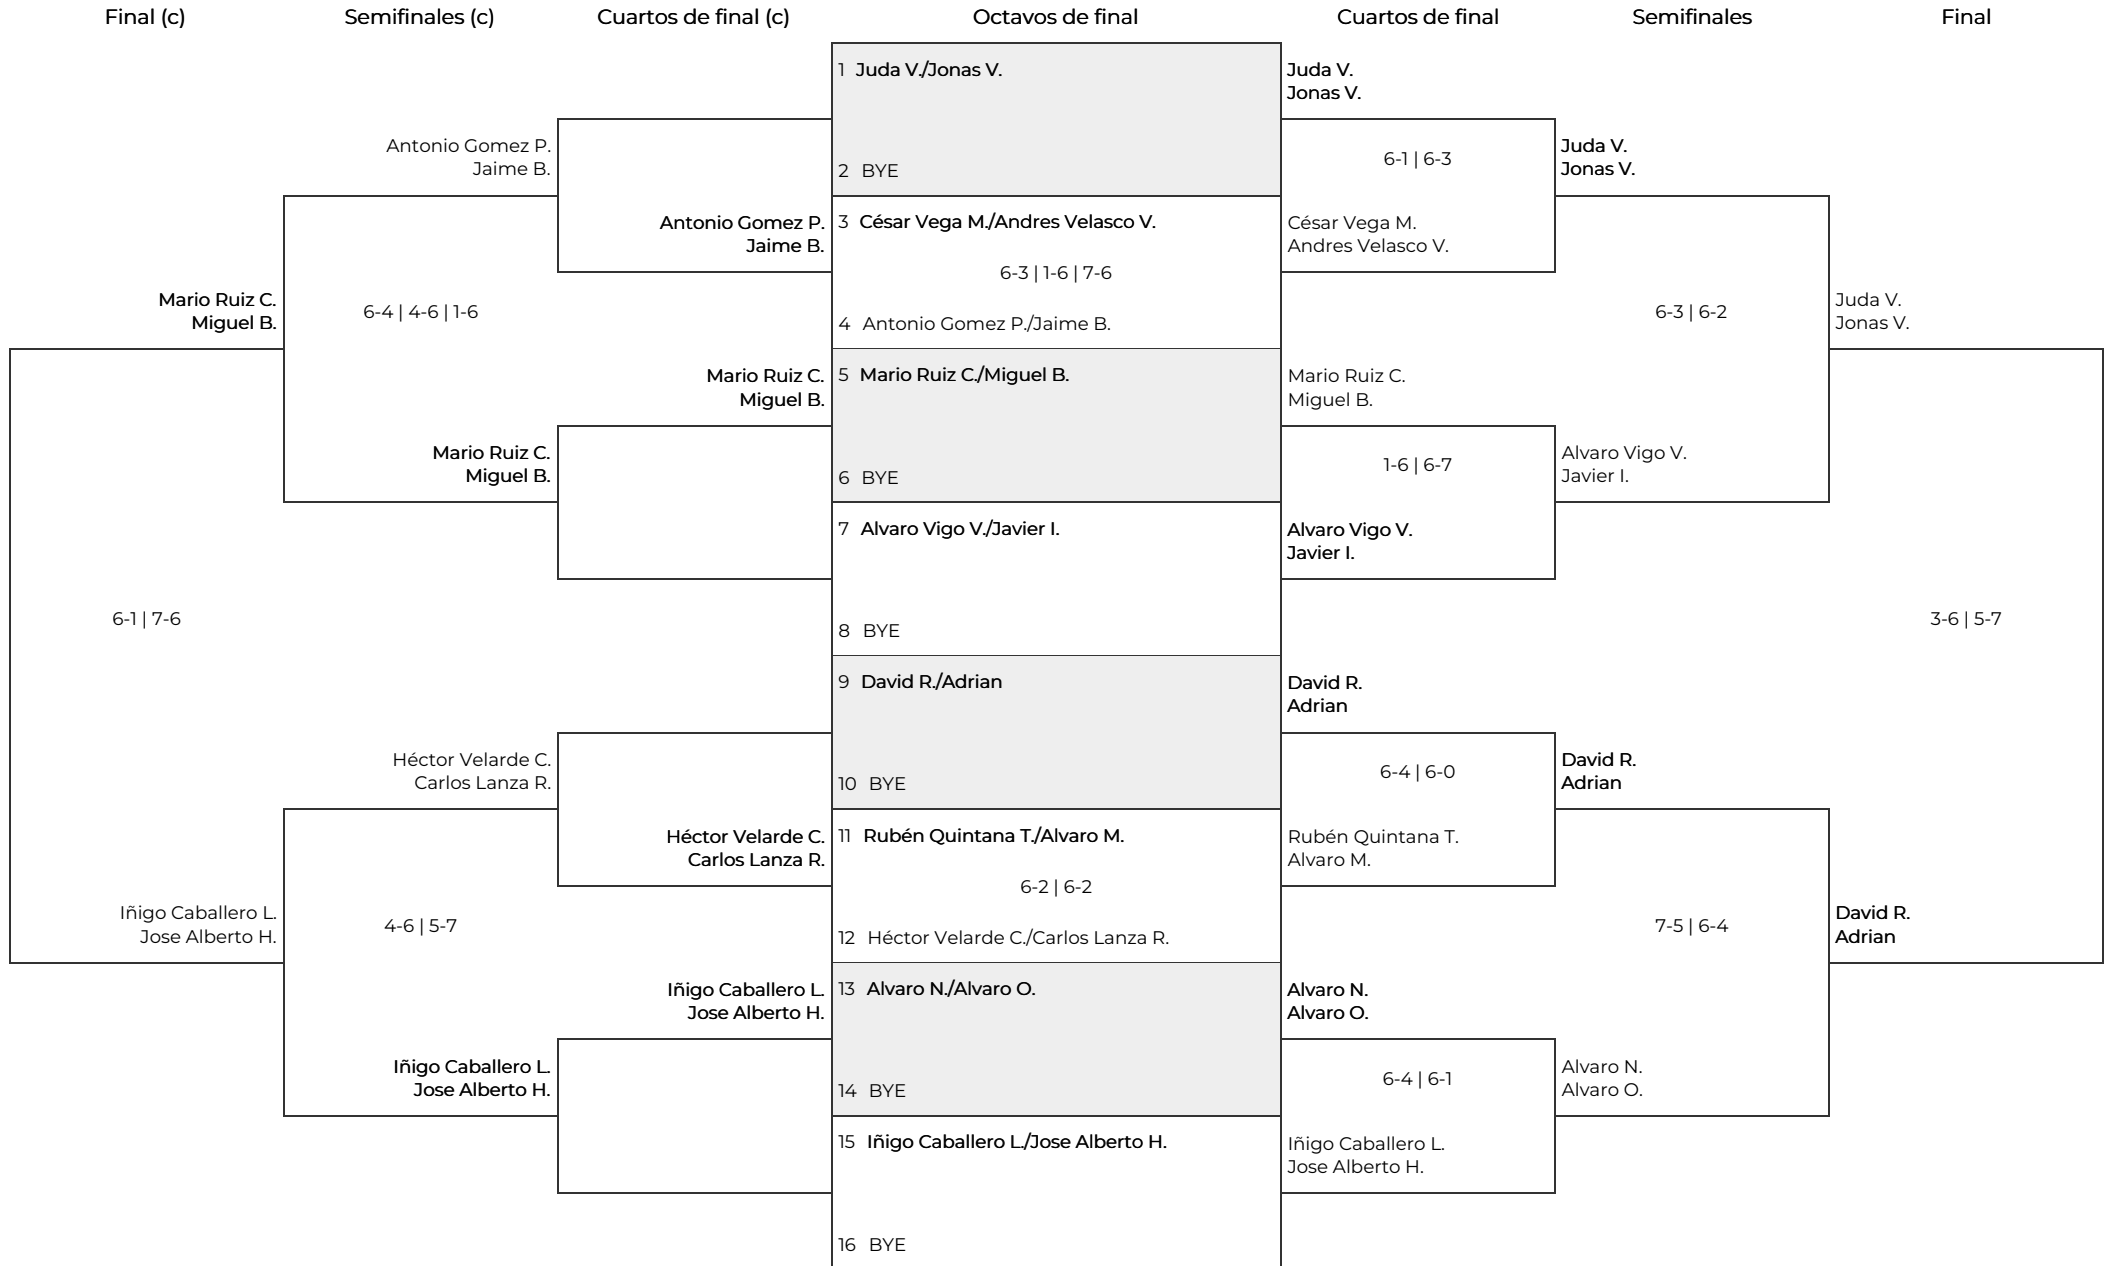 Final (c)
Semifinales (c)
Cuartos de final (c)
Octavos de final
Cuartos de final
Semifinales
Final
Mario Ruiz C.
Miguel B.
6-1 | 7-6
Iñigo Caballero L.
Jose Alberto H.
Antonio Gomez P.
Jaime B.
6-4 | 4-6 | 1-6
Mario Ruiz C.
Miguel B.
Héctor Velarde C.
Carlos Lanza R.
4-6 | 5-7
Iñigo Caballero L.
Jose Alberto H.
Antonio Gomez P.
Jaime B.
Mario Ruiz C.
Miguel B.
Héctor Velarde C.
Carlos Lanza R.
Iñigo Caballero L.
Jose Alberto H.
1 Juda V./Jonas V.
2 BYE
3 César Vega M./Andres Velasco V.
6-3 | 1-6 | 7-6
4 Antonio Gomez P./Jaime B.
5 Mario Ruiz C./Miguel B.
6 BYE
7 Alvaro Vigo V./Javier I.
8 BYE
9 David R./Adrian
10 BYE
11 Rubén Quintana T./Alvaro M.
6-2 | 6-2
12 Héctor Velarde C./Carlos Lanza R.
13 Alvaro N./Alvaro O.
14 BYE
15 Iñigo Caballero L./Jose Alberto H.
16 BYE
Juda V.
Jonas V.
6-1 | 6-3
César Vega M.
Andres Velasco V.
Mario Ruiz C.
Miguel B.
1-6 | 6-7
Alvaro Vigo V.
Javier I.
David R.
Adrian
6-4 | 6-0
Rubén Quintana T.
Alvaro M.
Alvaro N.
Alvaro O.
6-4 | 6-1
Iñigo Caballero L.
Jose Alberto H.
Juda V.
Jonas V.
6-3 | 6-2
Alvaro Vigo V.
Javier I.
David R.
Adrian
7-5 | 6-4
Alvaro N.
Alvaro O.
Juda V.
Jonas V.
3-6 | 5-7
David R.
Adrian